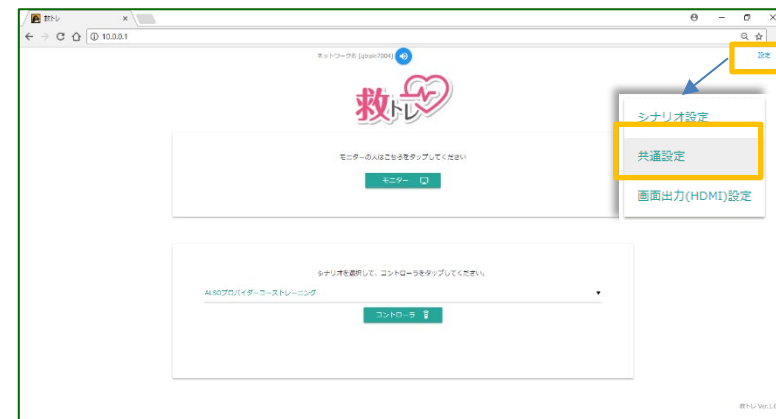 救トレ
10.0.0.1
ネットワーク名 [qtrain7004]
設定
救トレ
シナリオ設定
共通設定
画面出力(HDMI)設定
モニターの人はこちらをタップしてください
モニター
シナリオを選択して、コントローラをタップしてください。
ALSOプロバイダーコーストレーニング
コントローラ